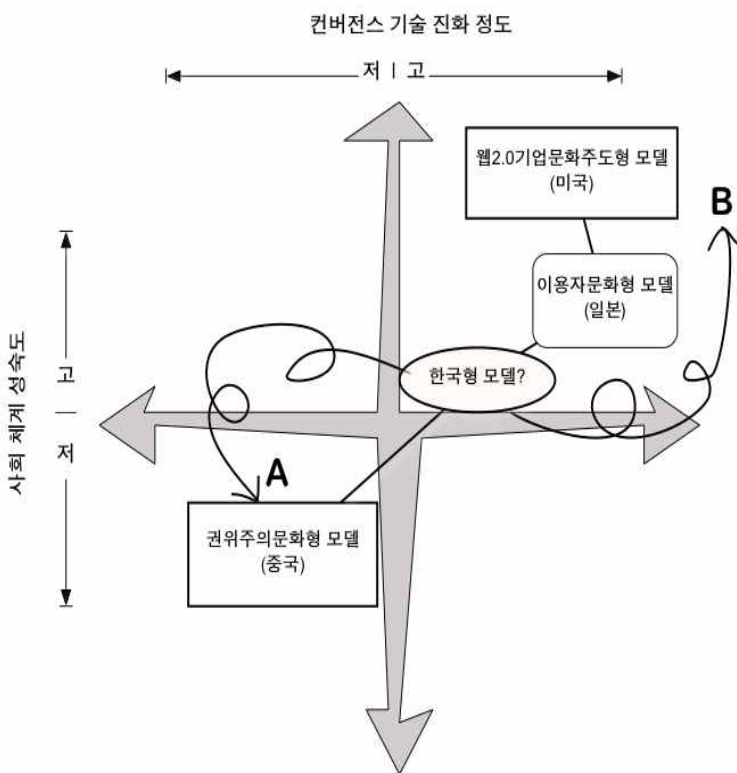 컨버전스 기술 진화 정도
저 | 고
웹2.0기업문화주도형 모델
(미국)
B
이용자문화형 모델
(일본)
한국형 모델?
사회 체계 성숙도
고
저
A
권위주의문화형 모델
(중국)